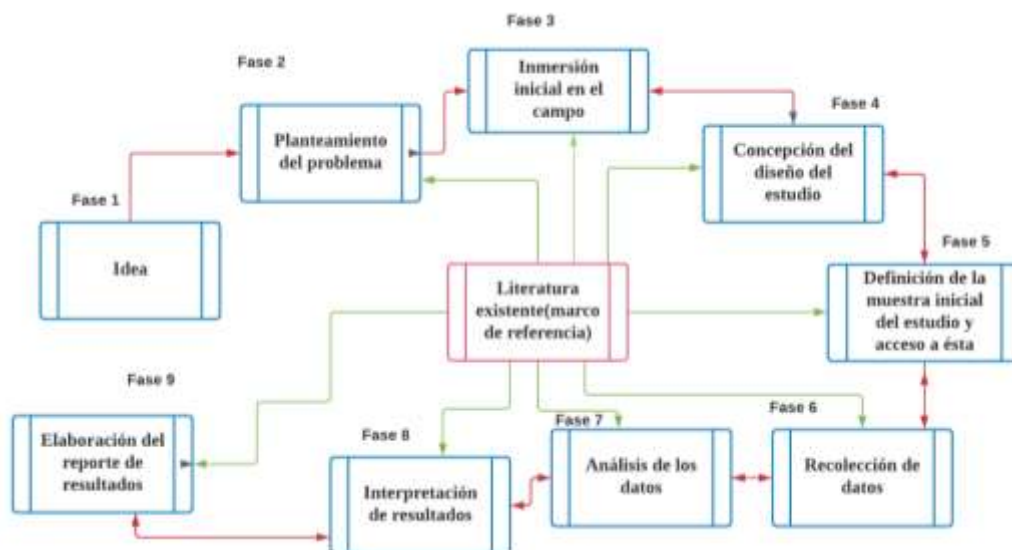 Fase 1
Idea
Fase 2
Planteamiento
del problema
Fase 3
Inmersión
inicial en el
campo
Fase 4
Concepción del
diseño del
estudio
Fase 5
Definición de la
muestra inicial
del estudio y
acceso a ésta
Literatura
existente(marco
de referencia)
Fase 6
Recolección de
datos
Fase 7
Análisis de los
datos
Fase 8
Interpretación
de resultados
Fase 9
Elaboración del
reporte de
resultados